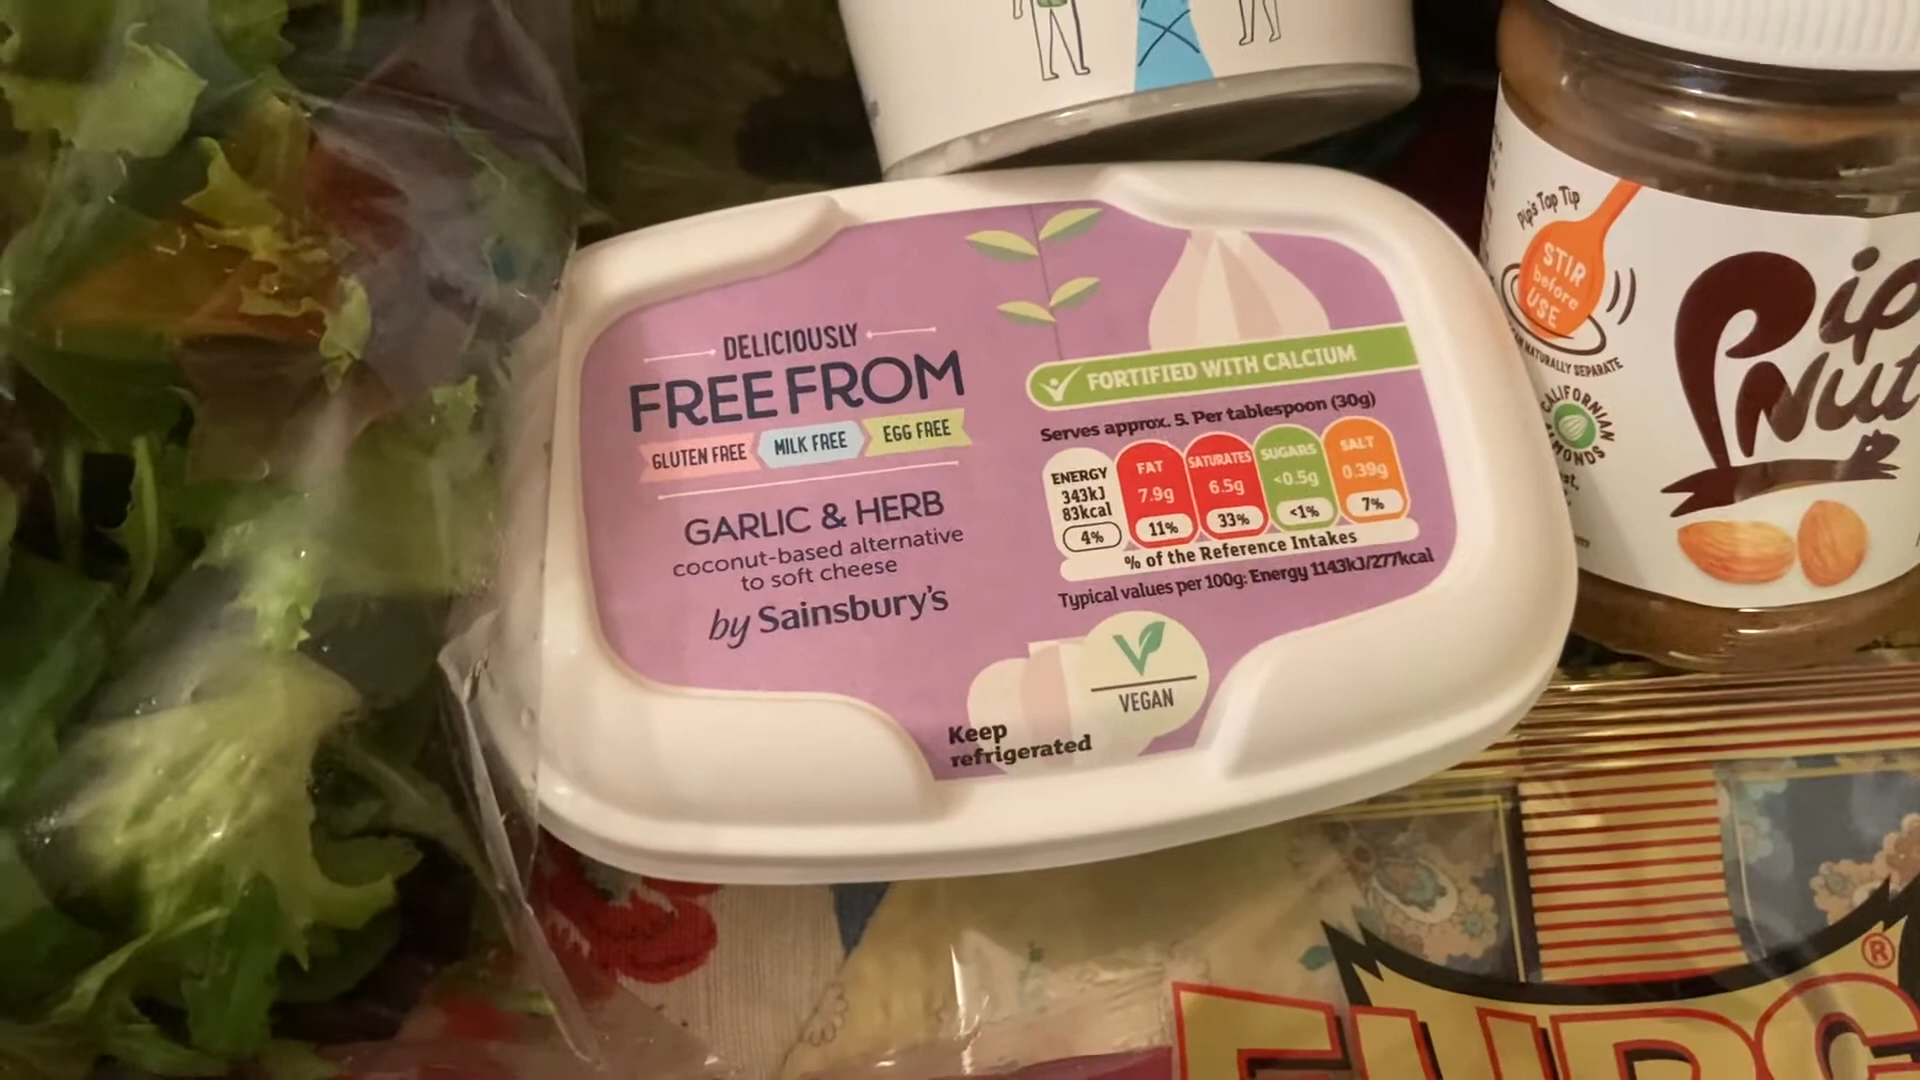 DELICIOUSLY
FREE FROM
GLUTEN FREE MILK FREE EGG FREE
GARLIC & HERB
coconut-based alternative
to soft cheese
by Sainsbury's
FORTIFIED WITH CALCIUM
Serves approx. 5. Per tablespoon (30g)
ENERGY
343kJ
83kcal
4%
FAT
7.9g
11%
SATURATES
6.5g
33%
SUGARS
<0.5g
<1%
SALT
0.39g
7%
% of the Reference Intakes
Typical values per 100g: Energy 1143kJ/277kcal
VEGAN
Keep
refrigerated
Pip's Top Tip
STIR
before
USE
NATURALLY SEPARATE
CALIFORNIAN
ALMONDS
Pip
Nut
®